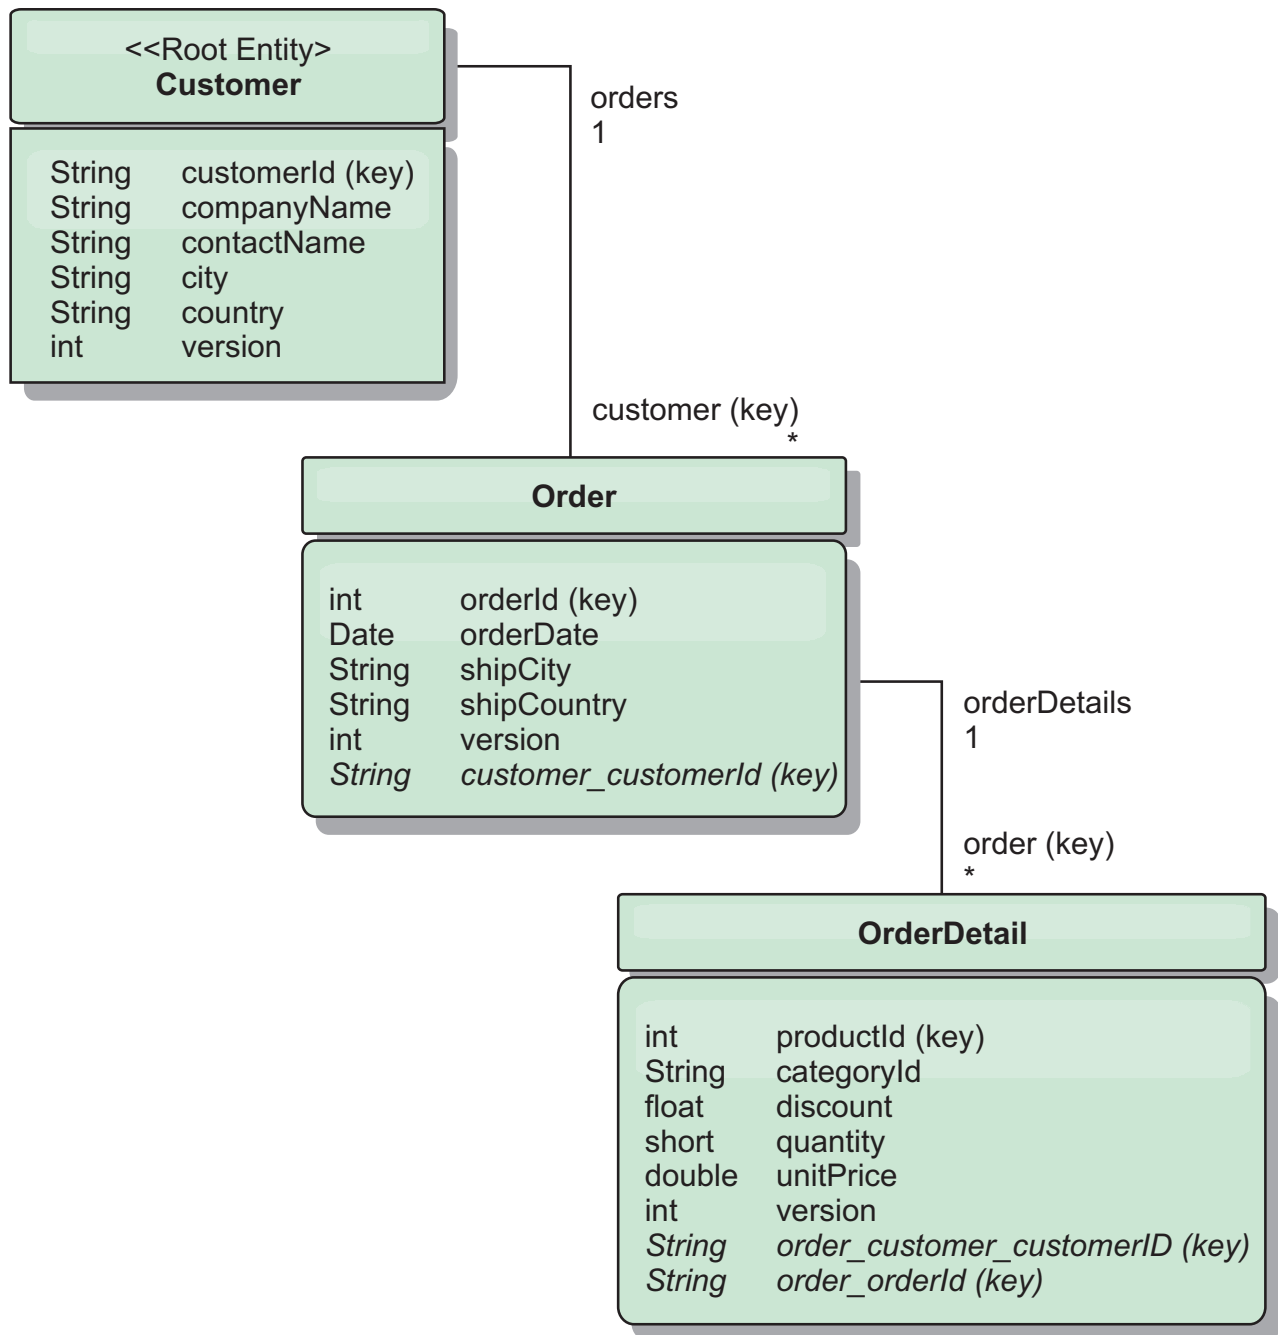 <<Root Entity>
Customer
String customerId (key)
String companyName
String contactName
String city
String country
int version
orders
1
customer (key)
*
Order
int orderId (key)
Date orderDate
String shipCity
String shipCountry
int version
String customer_customerId (key)
orderDetails
1
order (key)
*
OrderDetail
int productId (key)
String categoryId
float discount
short quantity
double unitPrice
int version
String order_customer_customerID (key)
String order_orderId (key)